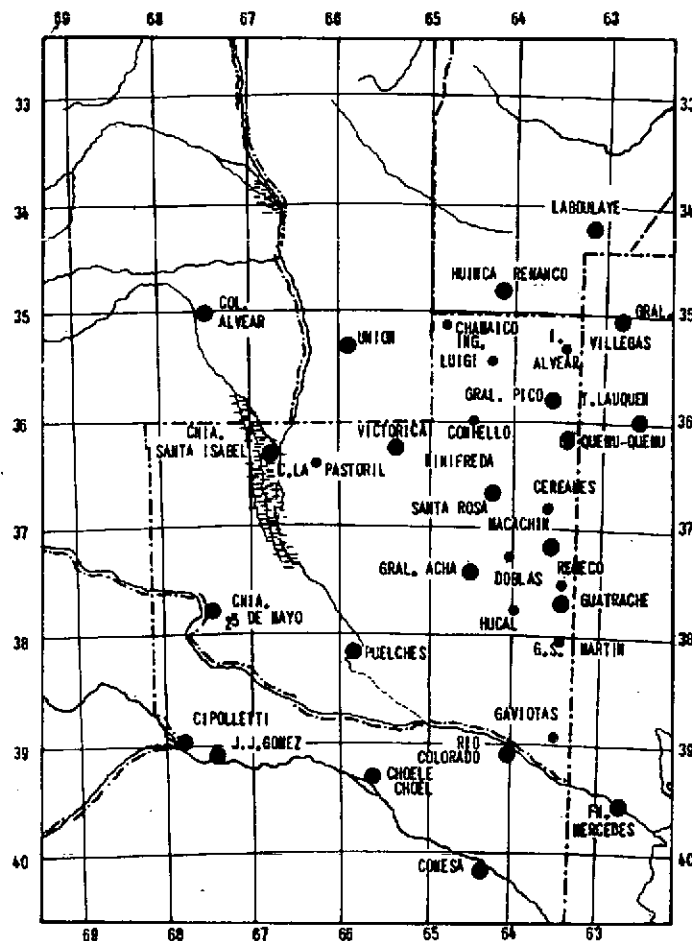 69 68 67 66 65 64 63
33
34
LABOULAYE
HUINCA RENANCO
COL.
ALVEAR
35
GRAL.
VILLEGAS
CHAMAICO
ING.
LUIGI
UNION
I.
ALVEAR
GRAL. PICO
T. LAUQUEN
36
CNIA.
SANTA ISABEL
VICTORICA
CONHELLO
QUEMU-QUEMU
C. LA PASTORIL
WINIFREDA
CEREALES
SANTA ROSA
MACACHIN
37
GRAL. ACHA
DOBLAS
REMECO
GUATRACHE
CNIA.
25 DE MAYO
HUCAL
38
PUELCHES
G.S. MARTIN
GAVIOTAS
CIPOLLETTI
J.J.GOMEZ
RIO
COLORADO
39
CHOELE
CHOEL
FN.
MERCEDES
40
CONESA
69 68 67 66 65 64 63